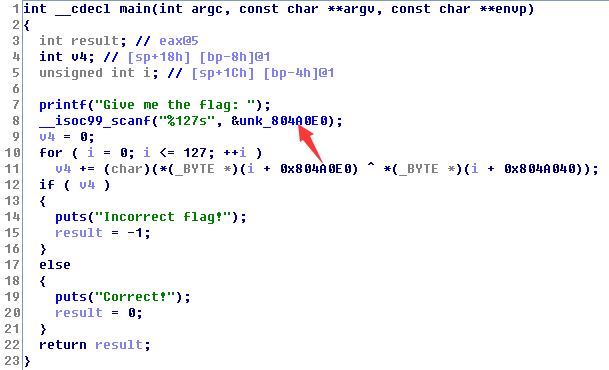 1 int __cdecl main(int argc, const char **argv, const char **envp)
2 {
3 int result; // eax@5
4 int v4; // [sp+18h] [bp-8h]@1
5 unsigned int i; // [sp+1Ch] [bp-4h]@1
6
7 printf("Give me the flag: ");
8 __isoc99_scanf("%127s", &unk_804A0E0);
9 v4 = 0;
10 for ( i = 0; i <= 127; ++i )
11 v4 += (char)(*(_BYTE *)(i + 0x804A0E0) ^ *(_BYTE *)(i + 0x804A040));
12 if ( v4 )
13 {
14 puts("Incorrect flag!");
15 result = -1;
16 }
17 else
18 {
19 puts("Correct!");
20 result = 0;
21 }
22 return result;
23 }